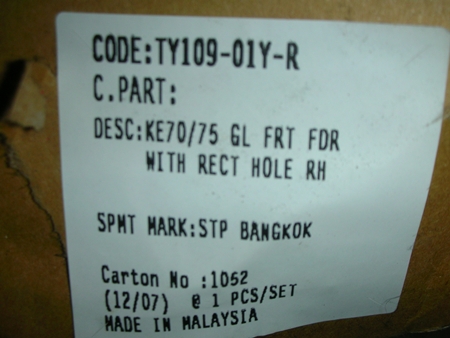 CODE:TY109-01Y-R
C.PART:
DESC:KE70/75 GL FRT FDR
WITH RECT HOLE RH
SPMT MARK:STP BANGKOK
Carton No :1052
(12/07) @ 1 PCS/SET
MADE IN MALAYSIA